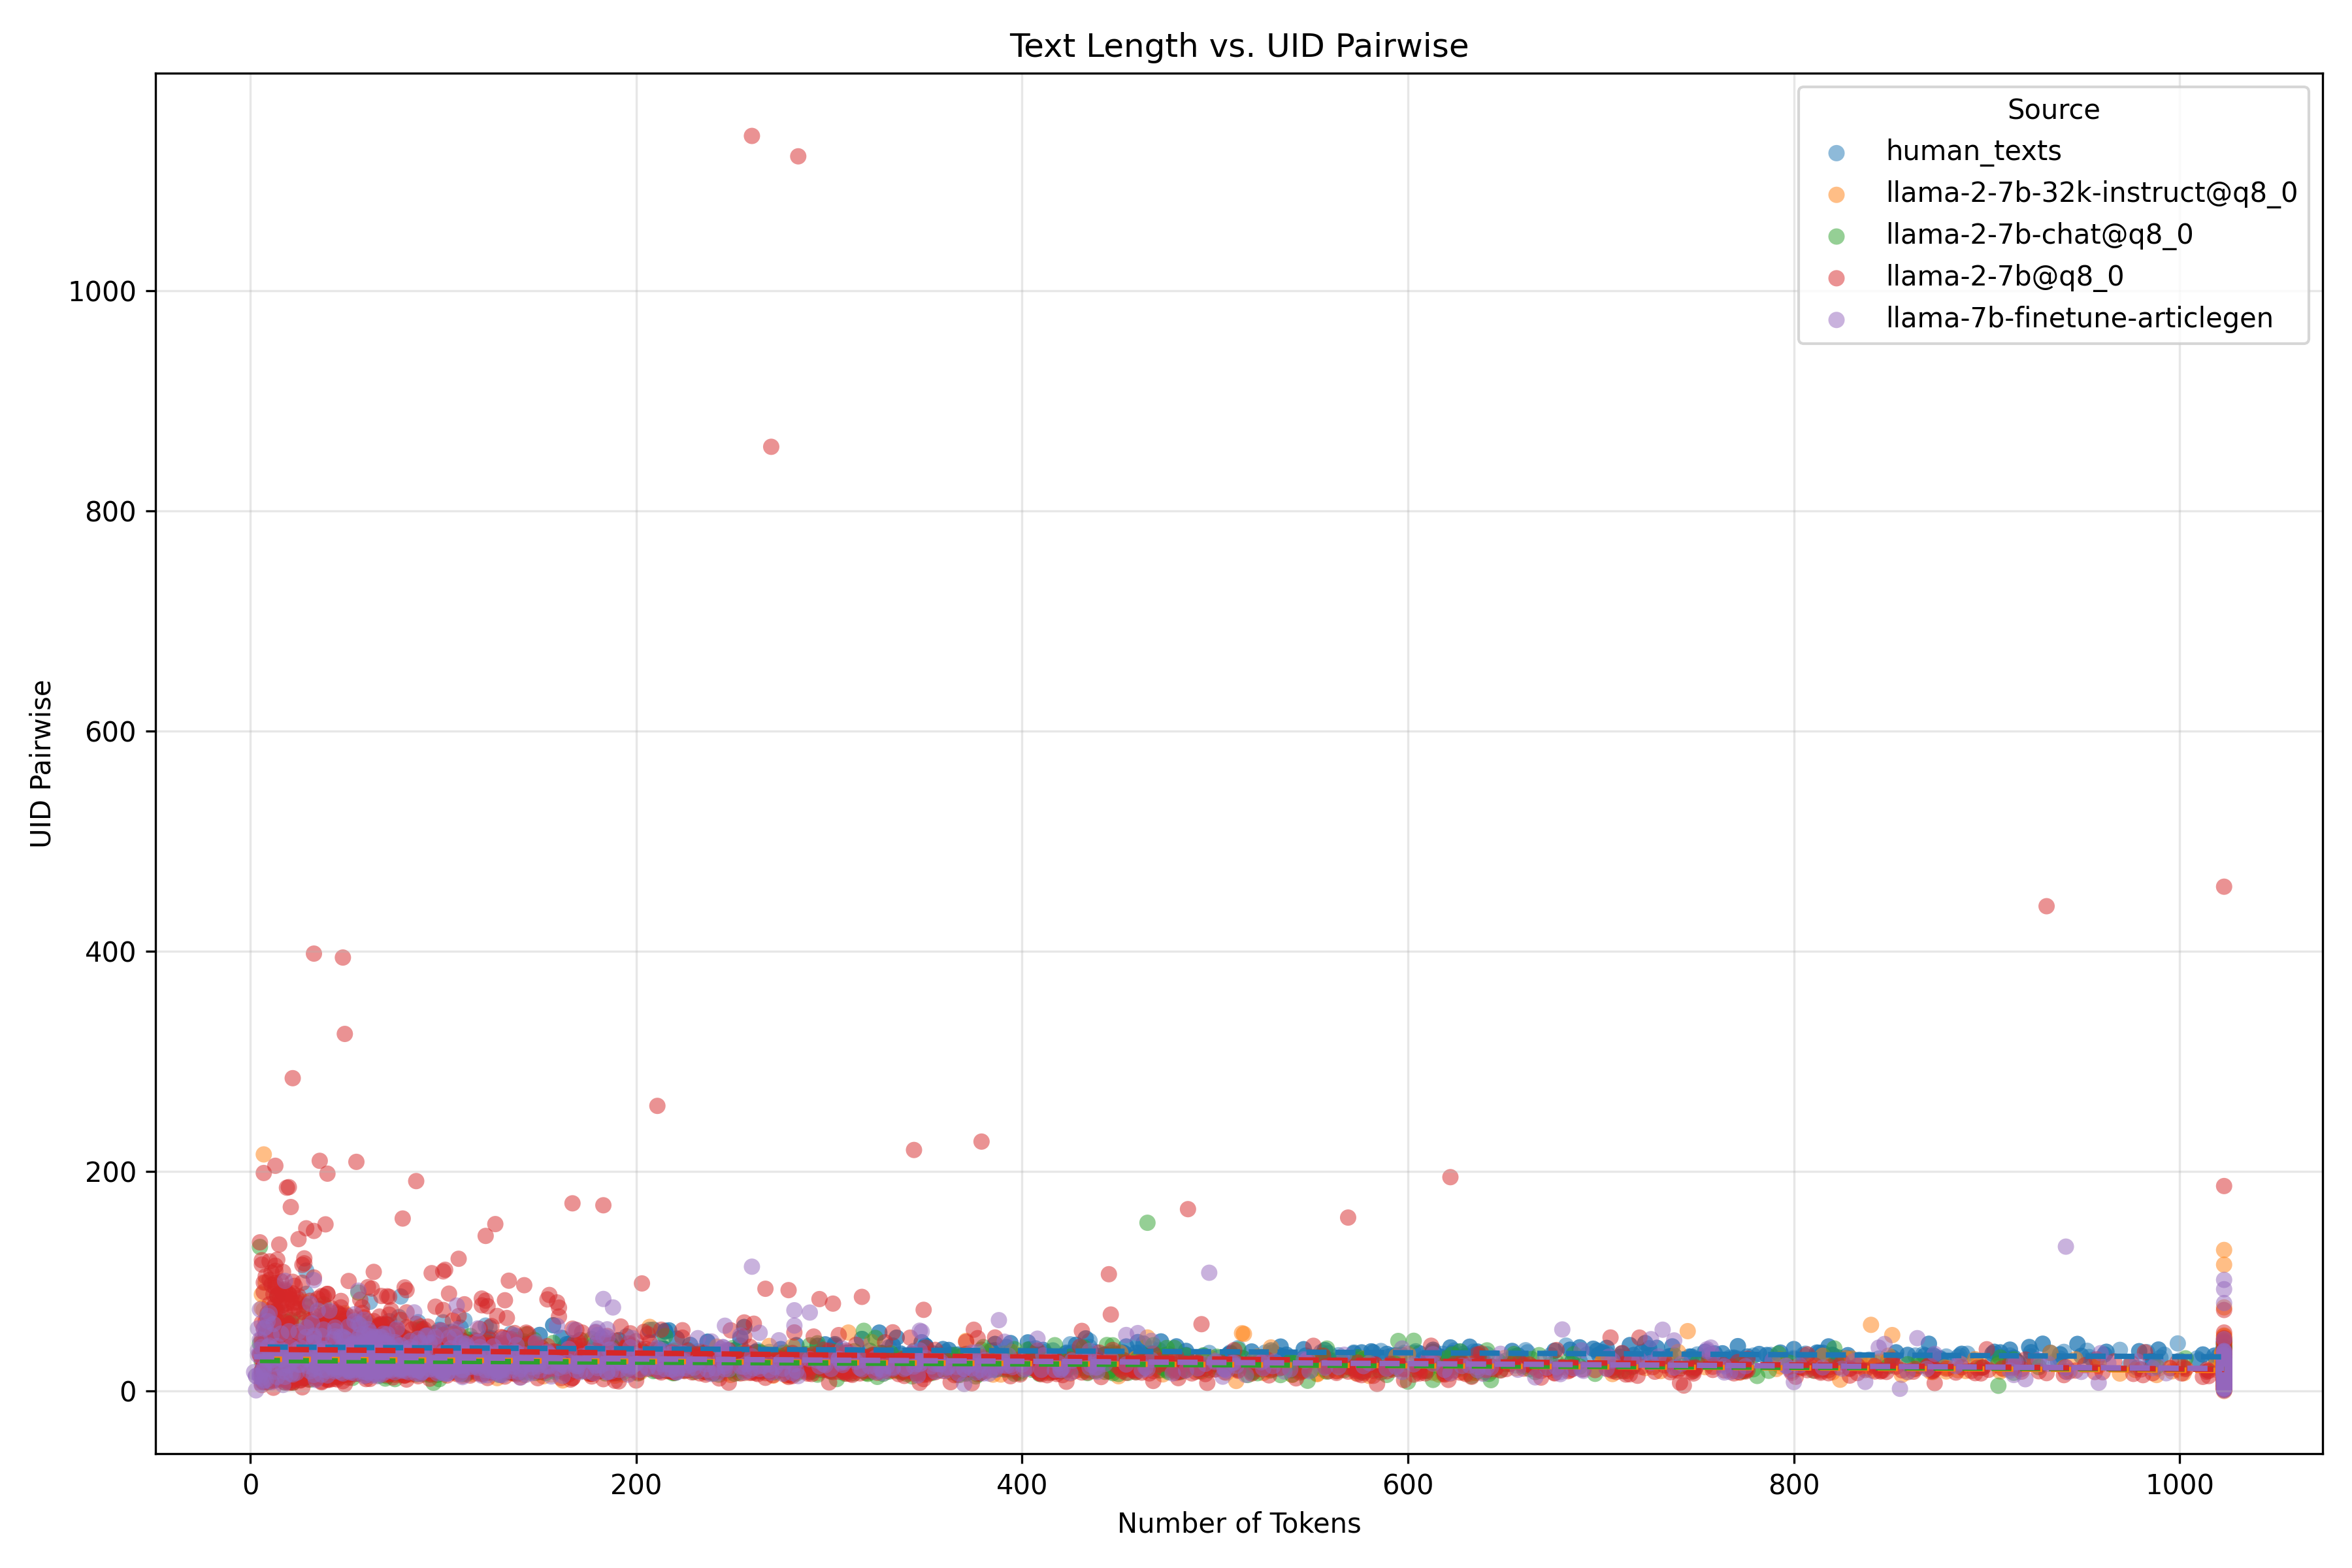 Text Length vs. UID Pairwise
Source
human_texts
llama-2-7b-32k-instruct@q8_0
llama-2-7b-chat@q8_0
llama-2-7b@q8_0
llama-7b-finetune-articlegen
UID Pairwise
1000
800
600
400
200
0
0 200 400 600 800 1000
Number of Tokens